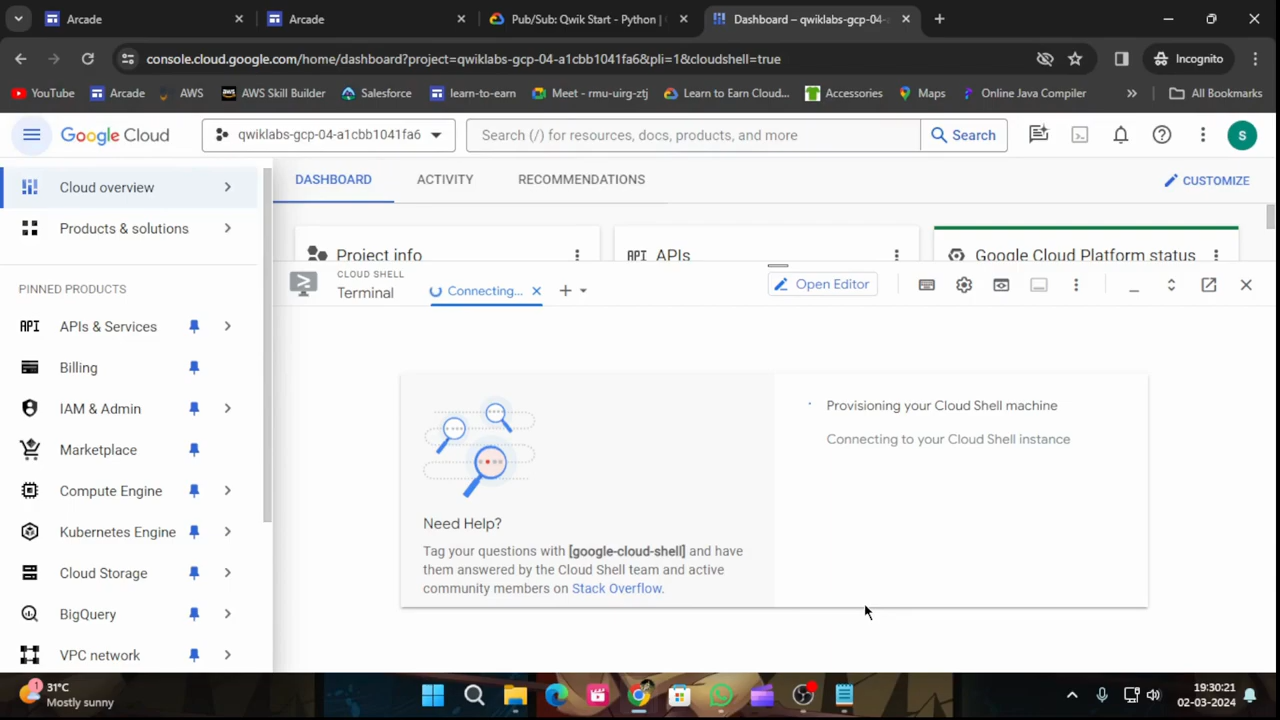 Arcade
Arcade
Pub/Sub: Qwik Start - Python |
Dashboard – qwiklabs-gcp-04-
console.cloud.google.com/home/dashboard?project=qwiklabs-gcp-04-a1cbb1041fa6&pli=1&cloudshell=true
Incognito
YouTube
Arcade
AWS
AWS Skill Builder
Salesforce
learn-to-earn
Meet - rmu-uirg-ztj
Learn to Earn Cloud...
Accessories
Maps
Online Java Compiler
»
All Bookmarks
Google Cloud
qwiklabs-gcp-04-a1cbb1041fa6
Search (/) for resources, docs, products, and more
Search
S
Cloud overview
Products & solutions
PINNED PRODUCTS
API APIs & Services
Billing
IAM & Admin
Marketplace
Compute Engine
Kubernetes Engine
Cloud Storage
BigQuery
VPC network
DASHBOARD
ACTIVITY
RECOMMENDATIONS
CUSTOMIZE
Project info
API APIs
Google Cloud Platform status
CLOUD SHELL
Terminal
Connecting...
Open Editor
Need Help?
Tag your questions with [google-cloud-shell] and have
them answered by the Cloud Shell team and active
community members on Stack Overflow.
Provisioning your Cloud Shell machine
Connecting to your Cloud Shell instance
1
31°C
Mostly sunny
19:30:21
02-03-2024